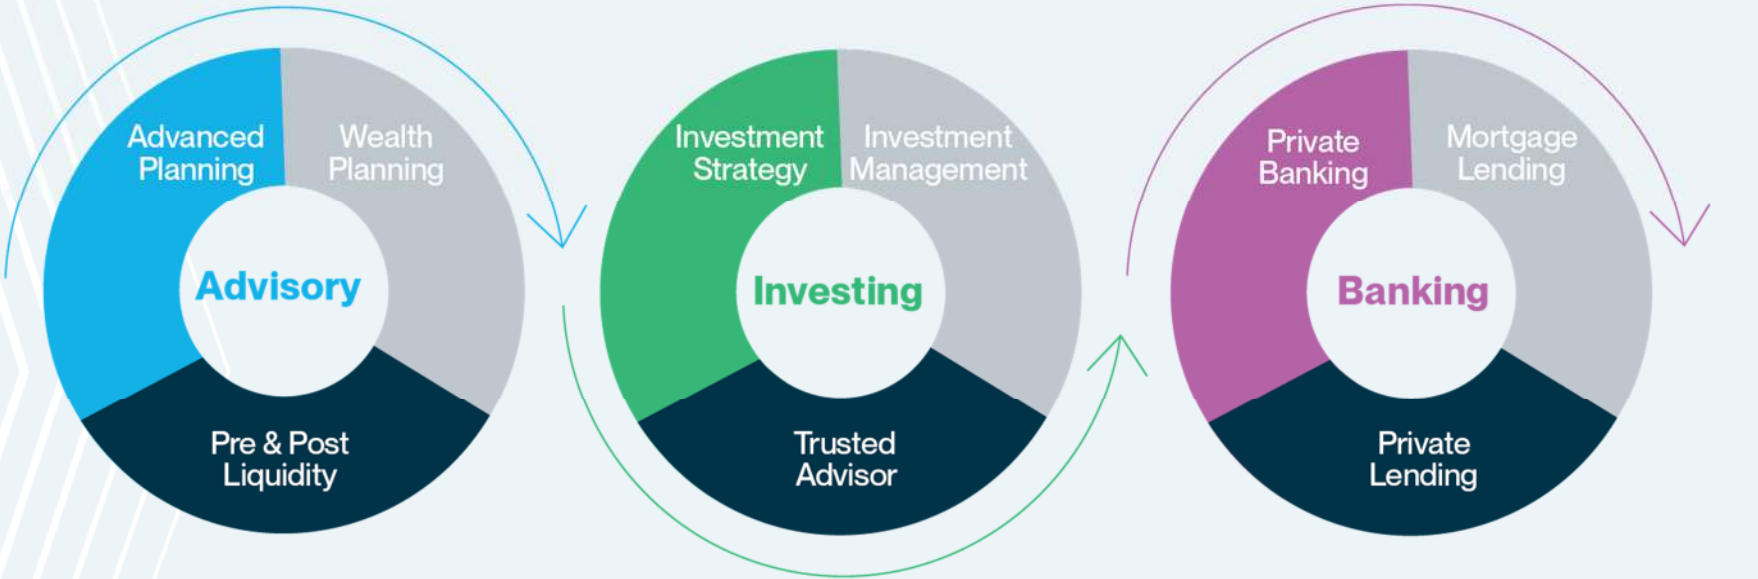 Advanced
Planning
Wealth
Planning
Advisory
Pre & Post
Liquidity
Investment
Strategy
Investment
Management
Investing
Trusted
Advisor
Private
Banking
Mortgage
Lending
Banking
Private
Lending